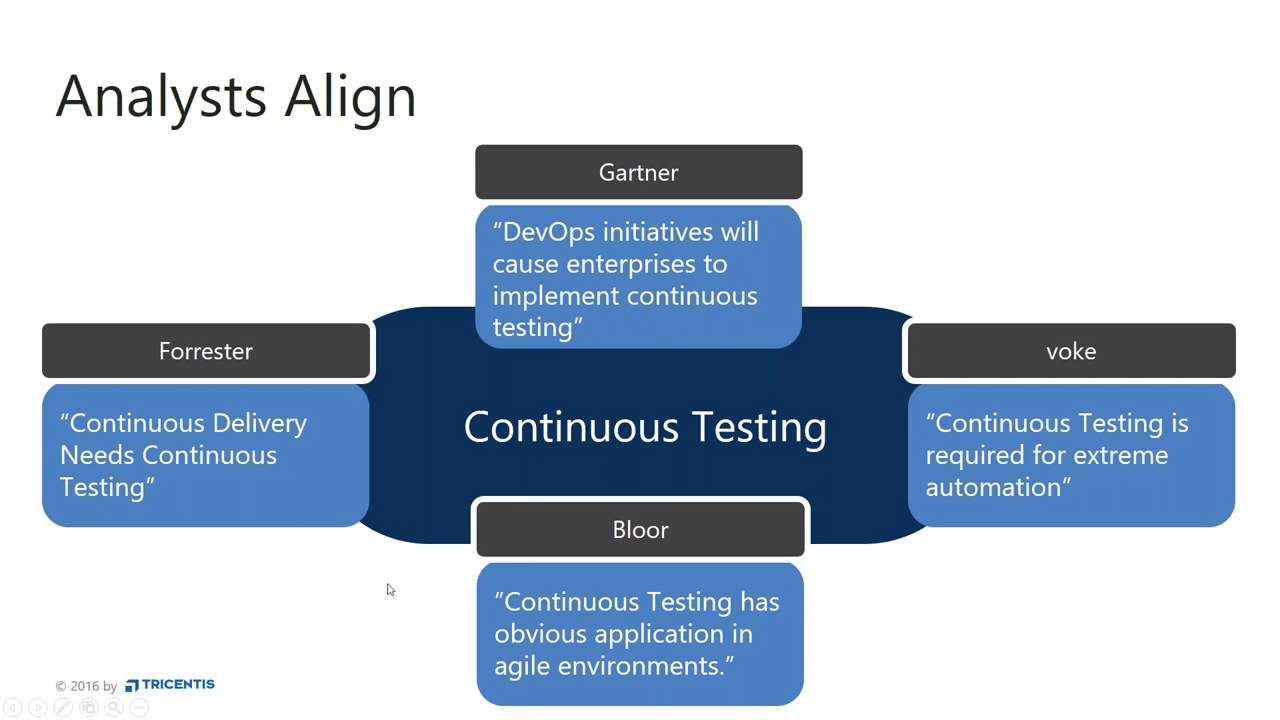 Analysts Align
Gartner
“DevOps initiatives will
cause enterprises to
implement continuous
testing”
Forrester
“Continuous Delivery
Needs Continuous
Testing”
Continuous Testing
voke
“Continuous Testing is
required for extreme
automation”
Bloor
”Continuous Testing has
obvious application in
agile environments.”
© 2016 by TRICENTIS